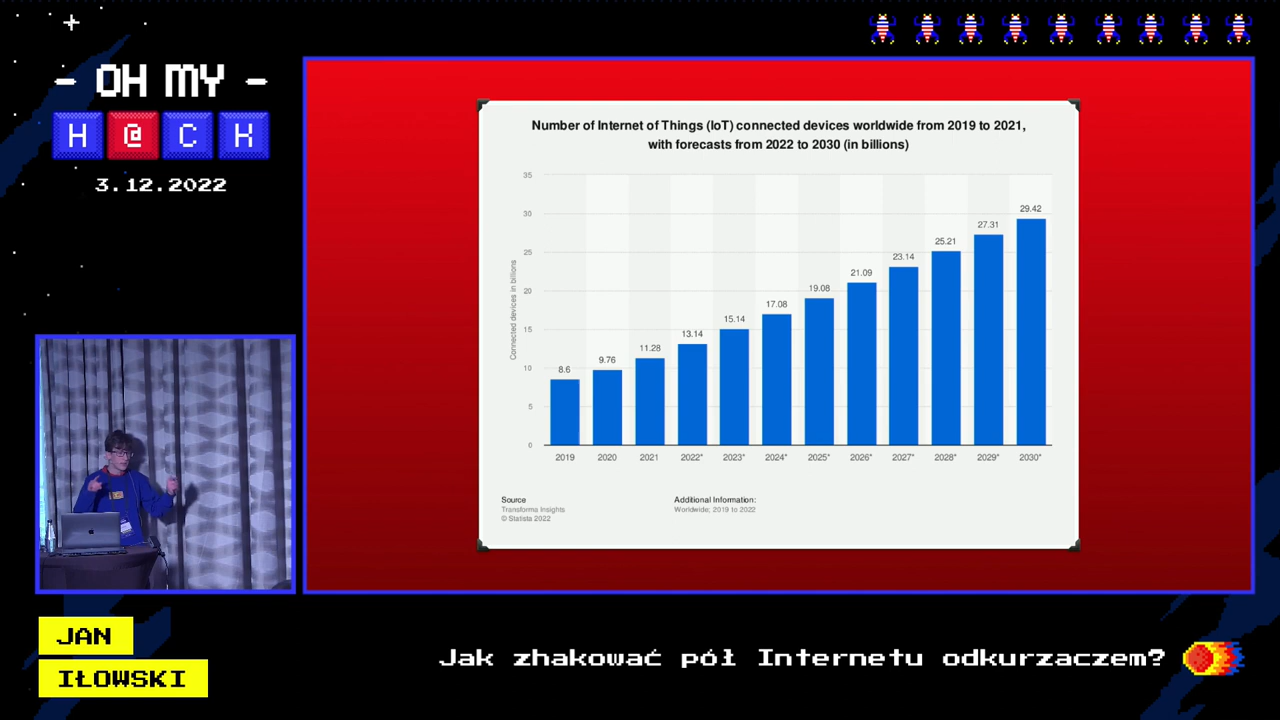 - OH MY -
H @ C K
3.12.2022
Number of Internet of Things (IoT) connected devices worldwide from 2019 to 2021,
with forecasts from 2022 to 2030 (in billions)
Connected devices in billions
35
30
25
20
15
10
5
0
8.6
9.76
11.28
13.14
15.14
17.08
19.08
21.09
23.14
25.21
27.31
29.42
2019 2020 2021 2022* 2023* 2024* 2025* 2026* 2027* 2028* 2029* 2030*
Source
Transforma Insights
© Statista 2022
Additional Information:
Worldwide; 2019 to 2022
JAN
IŁOWSKI
Jak zhakować pół Internetu odkurzaczem?